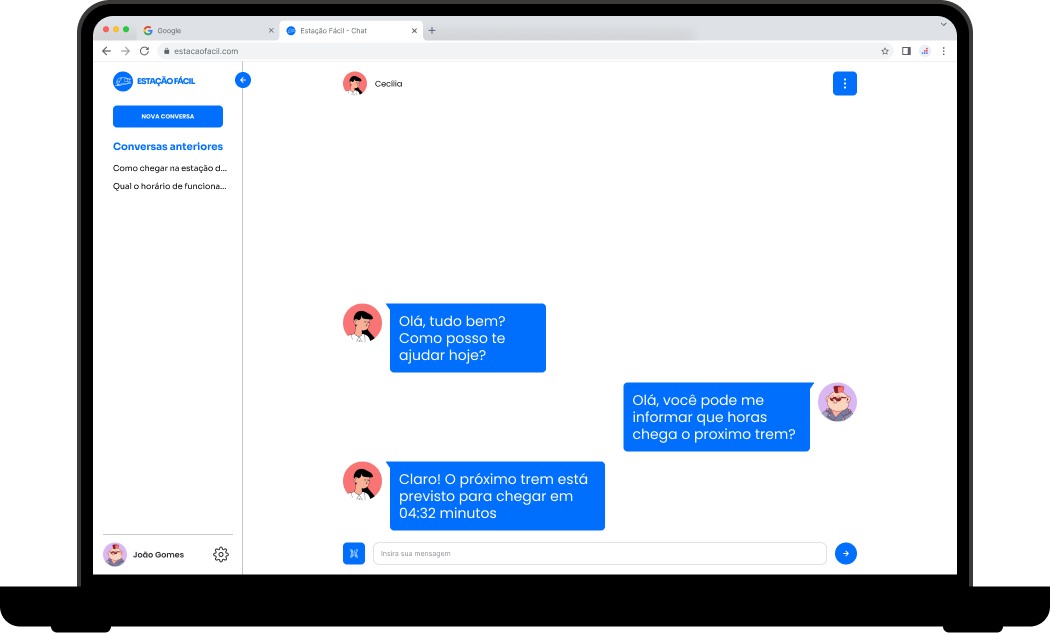 Google
Estação Fácil - Chat
estacaofacil.com
ESTAÇÃO FÁCIL
NOVA CONVERSA
Conversas anteriores
Como chegar na estação d...
Qual o horário de funciona...
João Gomes
Cecília
Olá, tudo bem?
Como posso te
ajudar hoje?
Olá, você pode me
informar que horas
chega o proximo trem?
Claro! O próximo trem está
previsto para chegar em
04:32 minutos
Insira sua mensagem